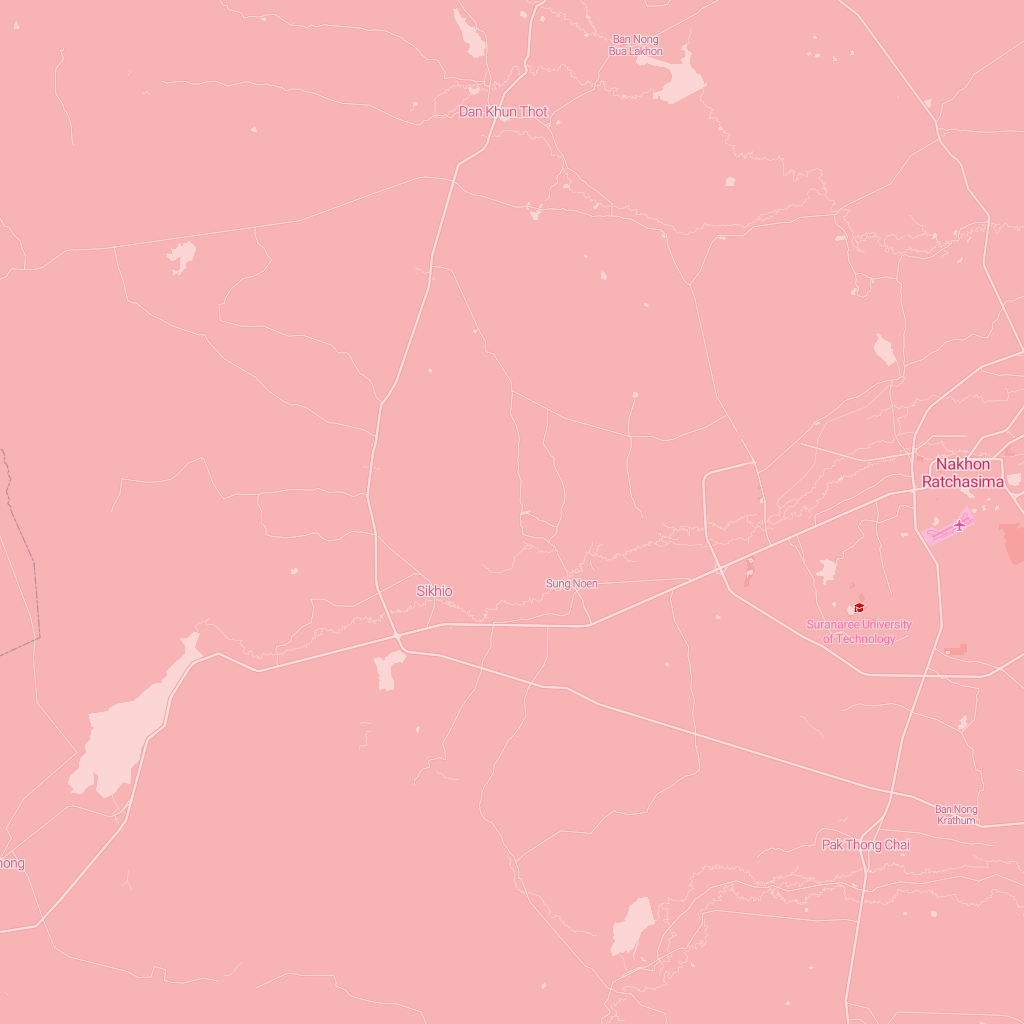 Ban Nong
Bua Lakhon
Dan Khun Thot
Nakhon
Ratchasima
Sung Noen
Sikhio
Suranaree University
of Technology
Ban Nong
Krathum
Pak Thong Chai
hong